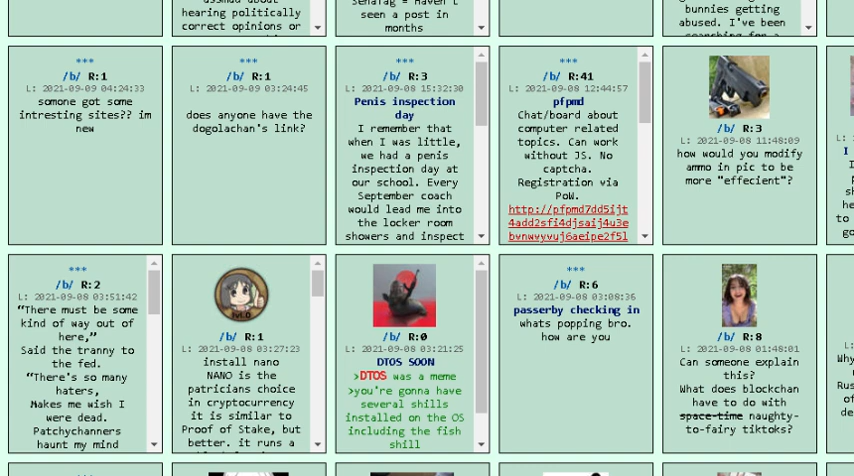 hearing politically
correct opinions or
seen a post in
months
bunnies getting
abused. I've been
***
/b/ R:1
L: 2021-09-09 04:24:33
somone got some
intresting sites?? im
new
***
/b/ R:1
L: 2021-09-09 03:24:45
does anyone have the
dogolachan's link?
***
/b/ R:3
L: 2021-09-08 15:32:30
Penis inspection
day
I remember that
when I was little,
we had a penis
inspection day at
our school. Every
September coach
would lead me into
the locker room
showers and inspect
***
/b/ R:41
L: 2021-09-08 12:44:57
pfpmd
Chat/board about
computer related
topics. Can work
without JS. No
captcha.
Registration via
PoW.
http://pfpmd7dd5ijt
4add2sfi4djsaij4u3e
bvnwvyvuj6aeipe2f5l
/b/ R:3
L: 2021-09-08 11:48:09
how would you modify
ammo in pic to be
more "effecient"?
***
/b/ R:2
L: 2021-09-08 03:51:42
“There must be some
kind of way out of
here,”
Said the tranny to
the fed.
“There's so many
haters,
Makes me wish I
were dead.
Patchychanners
haunt my mind
/b/ R:1
L: 2021-09-08 03:27:23
install nano
NANO is the
patricians choice
in cryptocurrency
it is similar to
Proof of Stake, but
better. it runs a
/b/ R:0
L: 2021-09-08 03:21:25
DTOS SOON
>DTOS was a meme
>you're gonna have
several shills
installed on the OS
including the fish
shill
***
/b/ R:6
L: 2021-09-08 03:08:36
passerby checking in
whats popping bro.
how are you
/b/ R:8
L: 2021-09-08 01:48:01
Can someone explain
this?
What does blockchan
have to do with
space-time naughty-
to-fairy tiktoks?